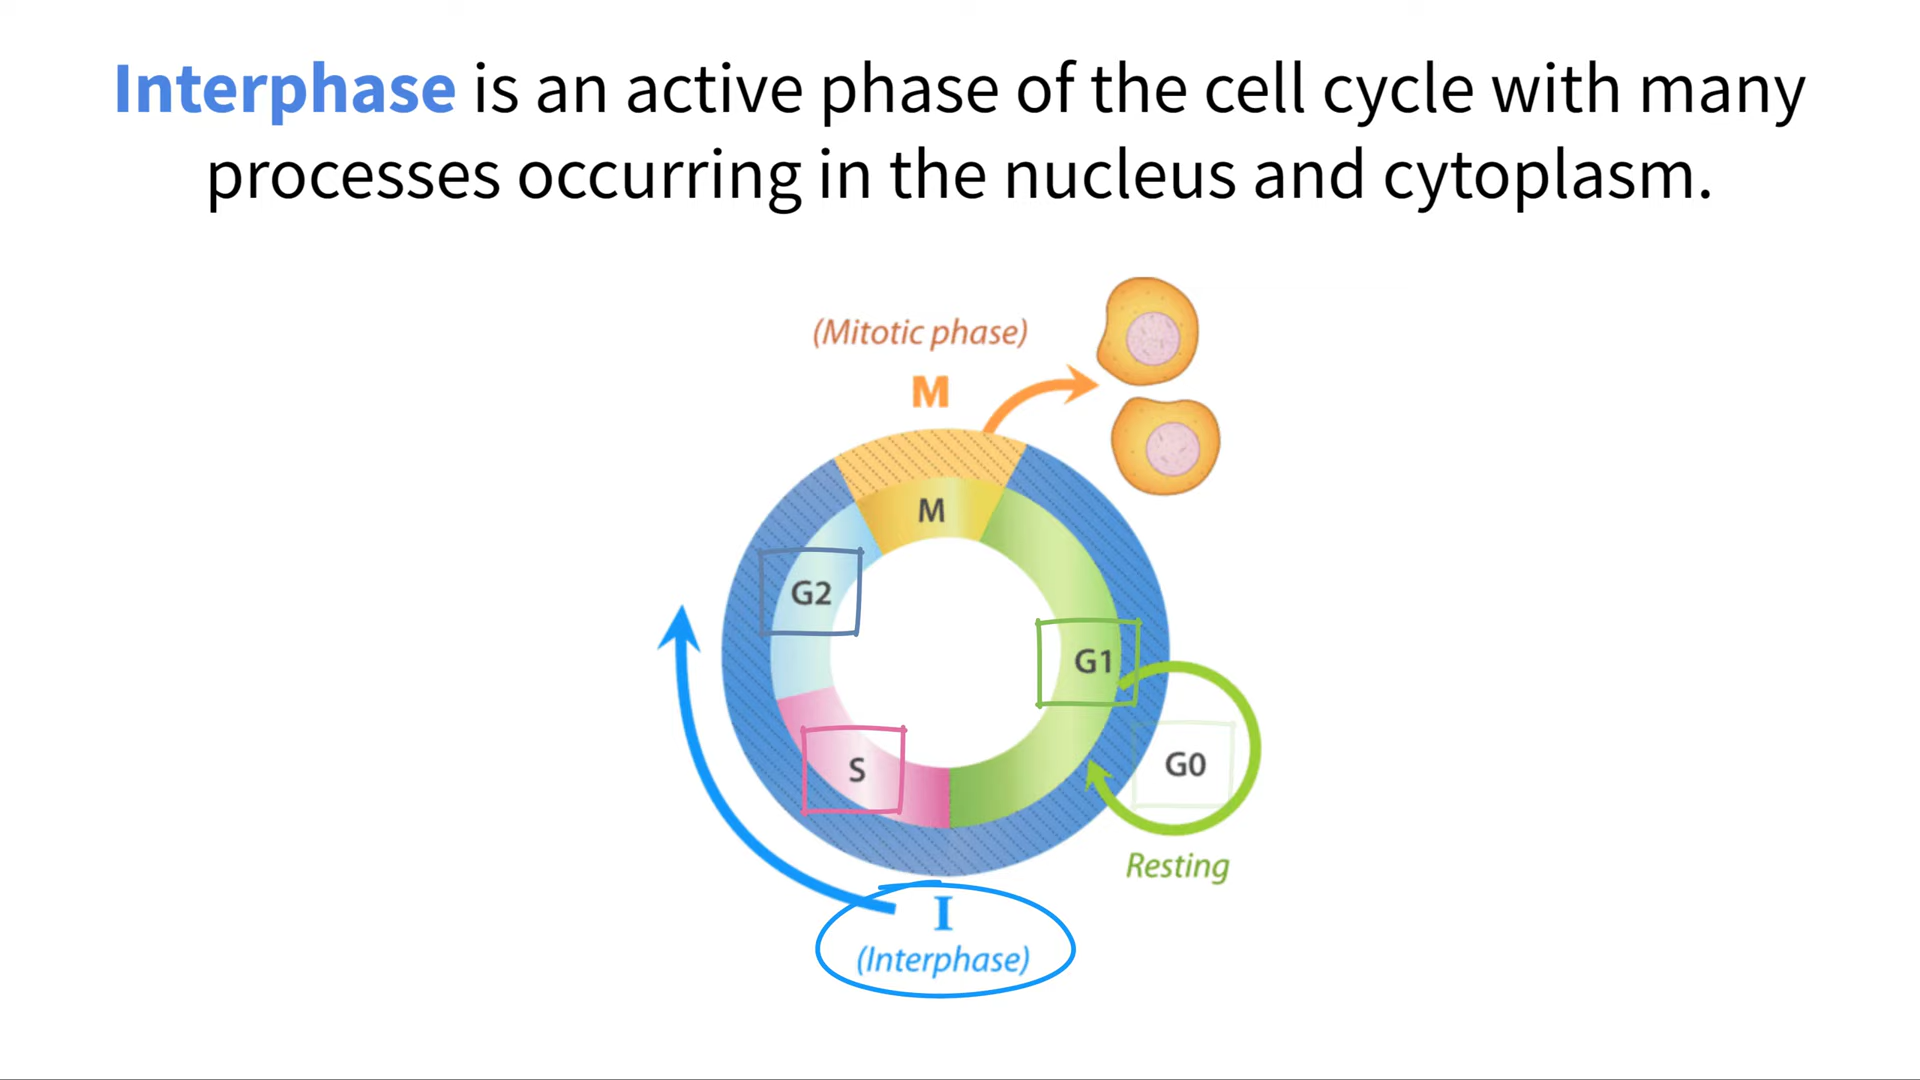 Interphase is an active phase of the cell cycle with many
processes occurring in the nucleus and cytoplasm.
(Mitotic phase)
M
M
G2
G1
S
G0
Resting
I
(Interphase)